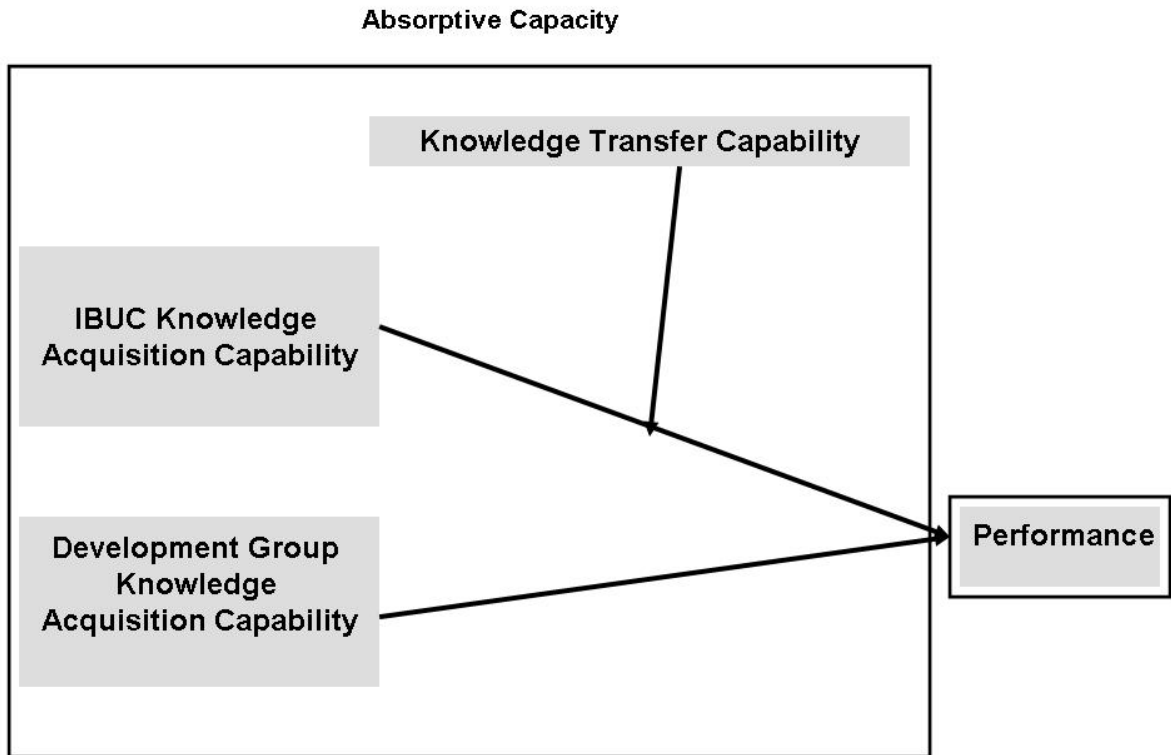 Absorptive Capacity
Knowledge Transfer Capability
IBUC Knowledge
Acquisition Capability
Development Group
Knowledge
Acquisition Capability
Performance